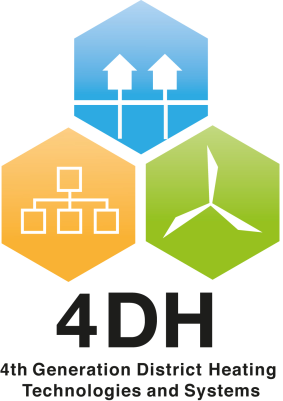 4DH
4th Generation District Heating
Technologies and Systems